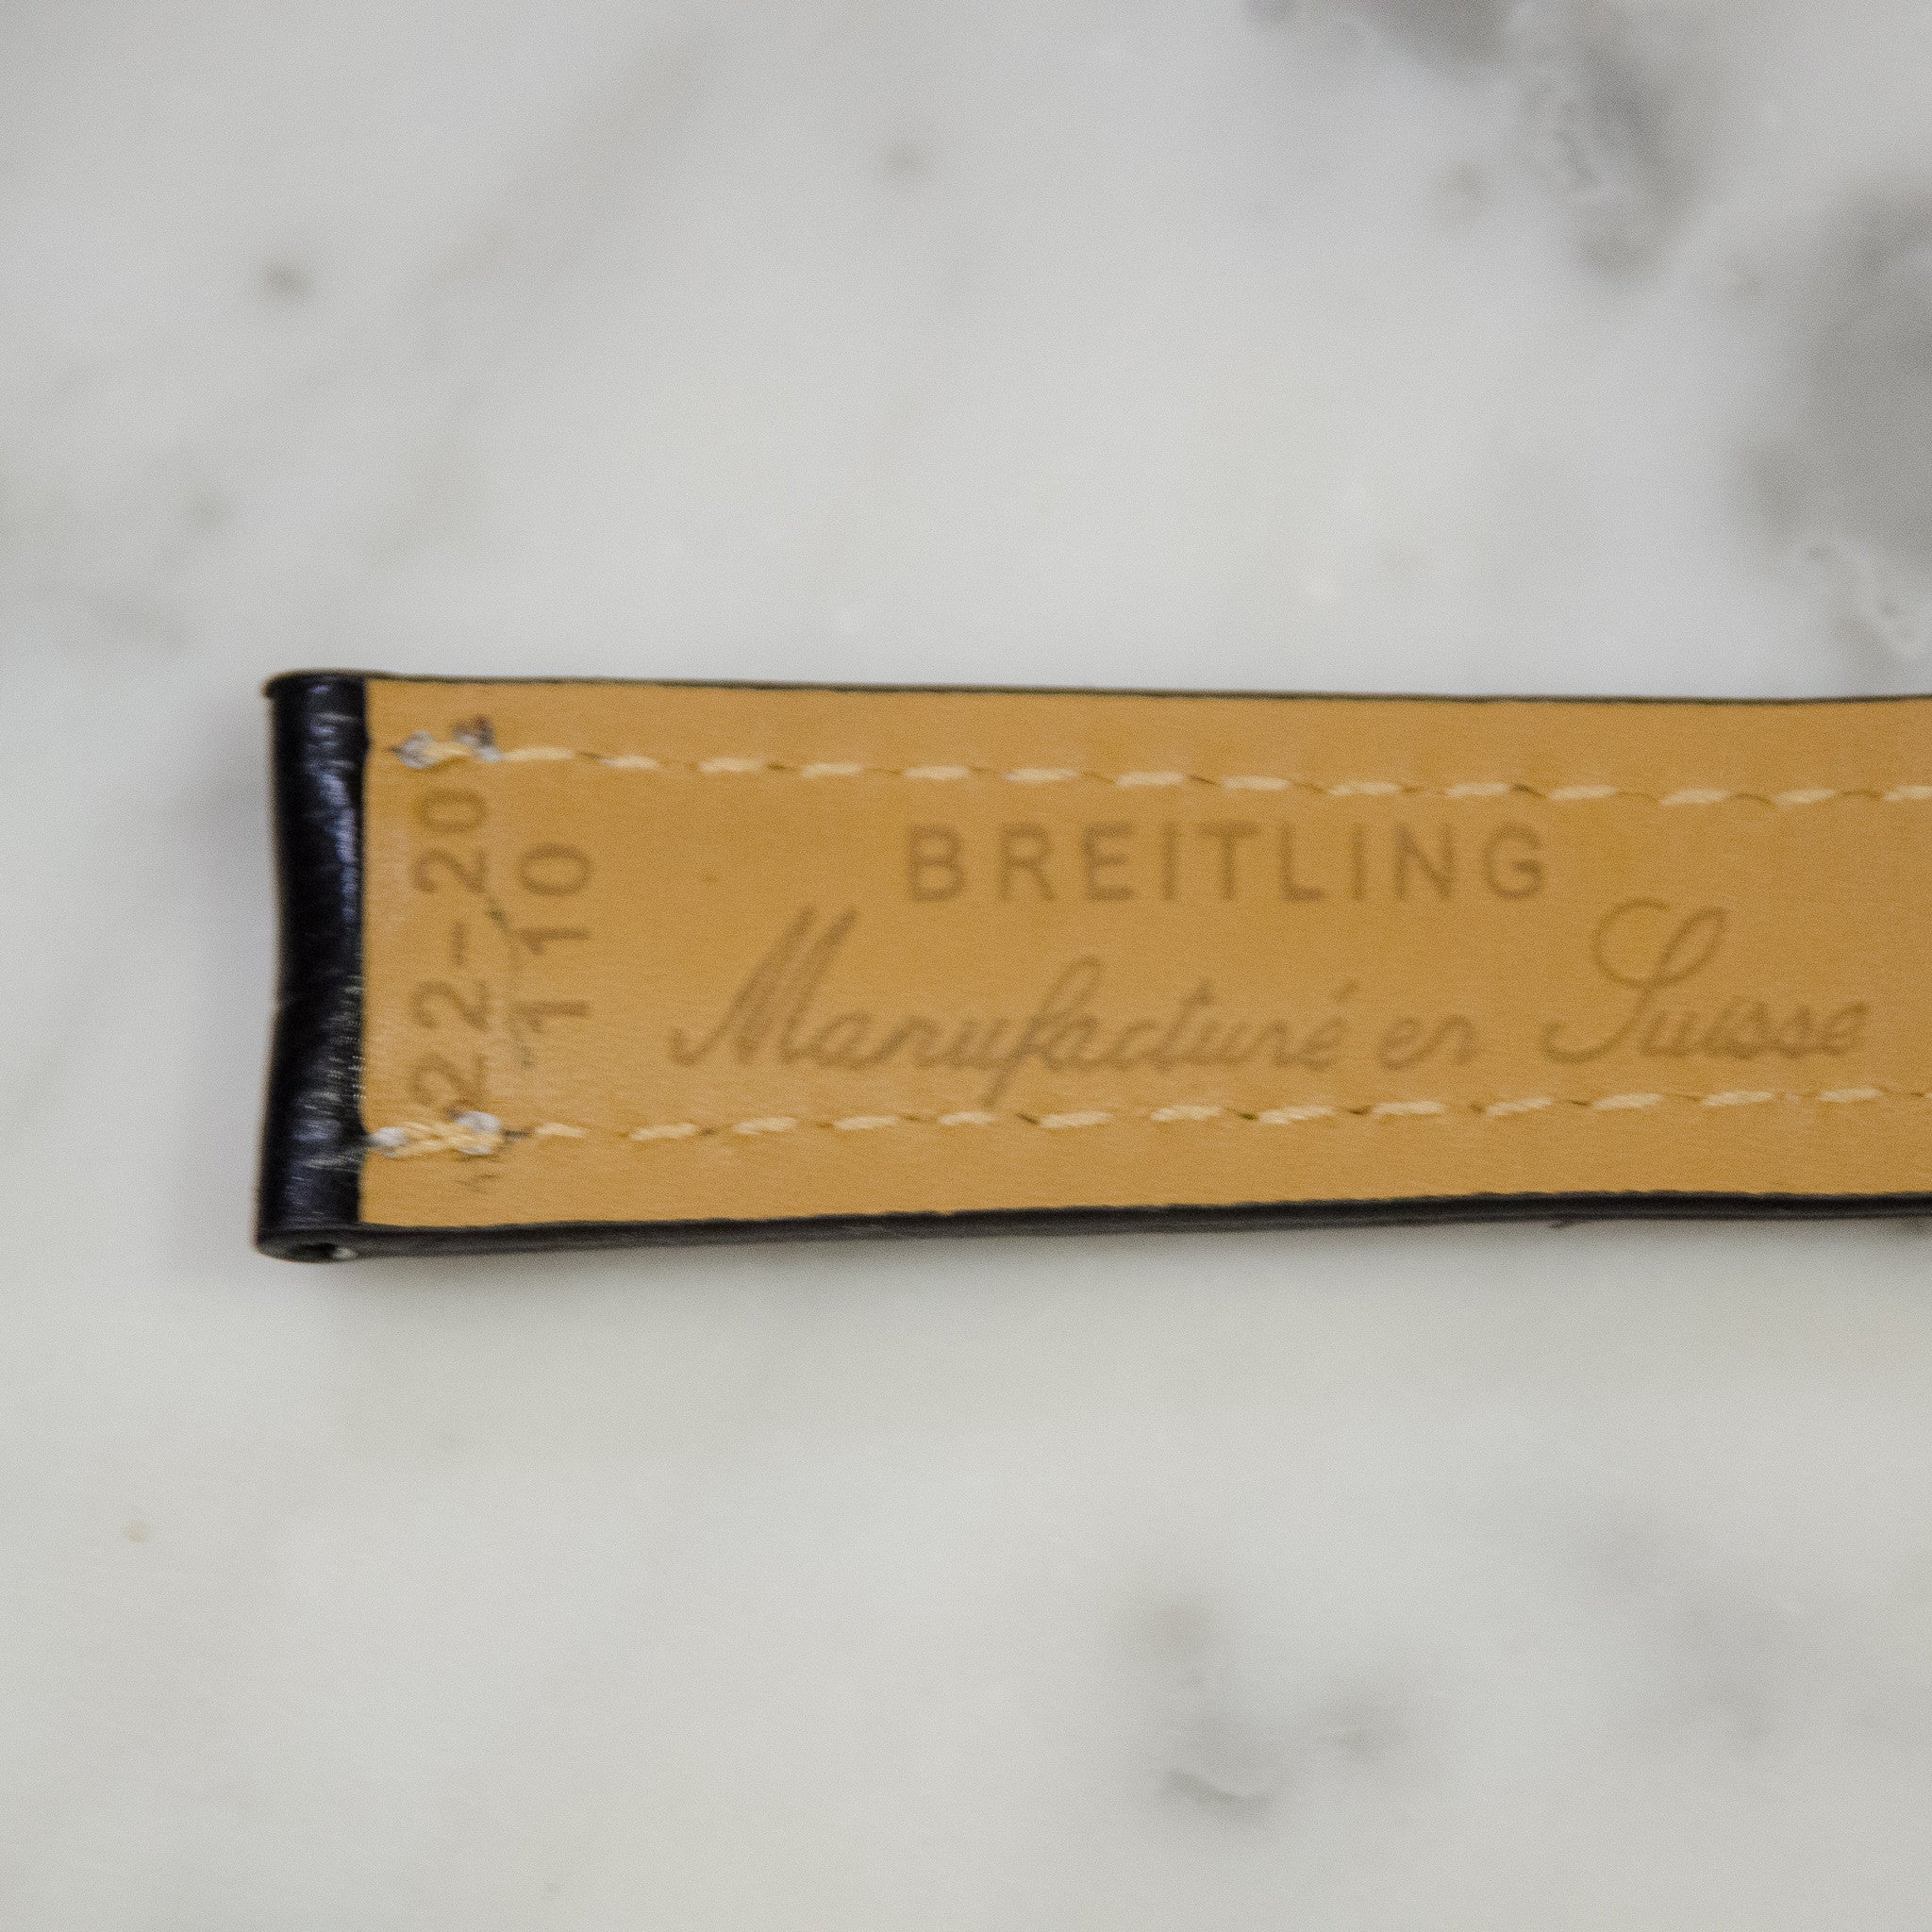 22-20
110
BREITLING
Manufacturé en Suisse